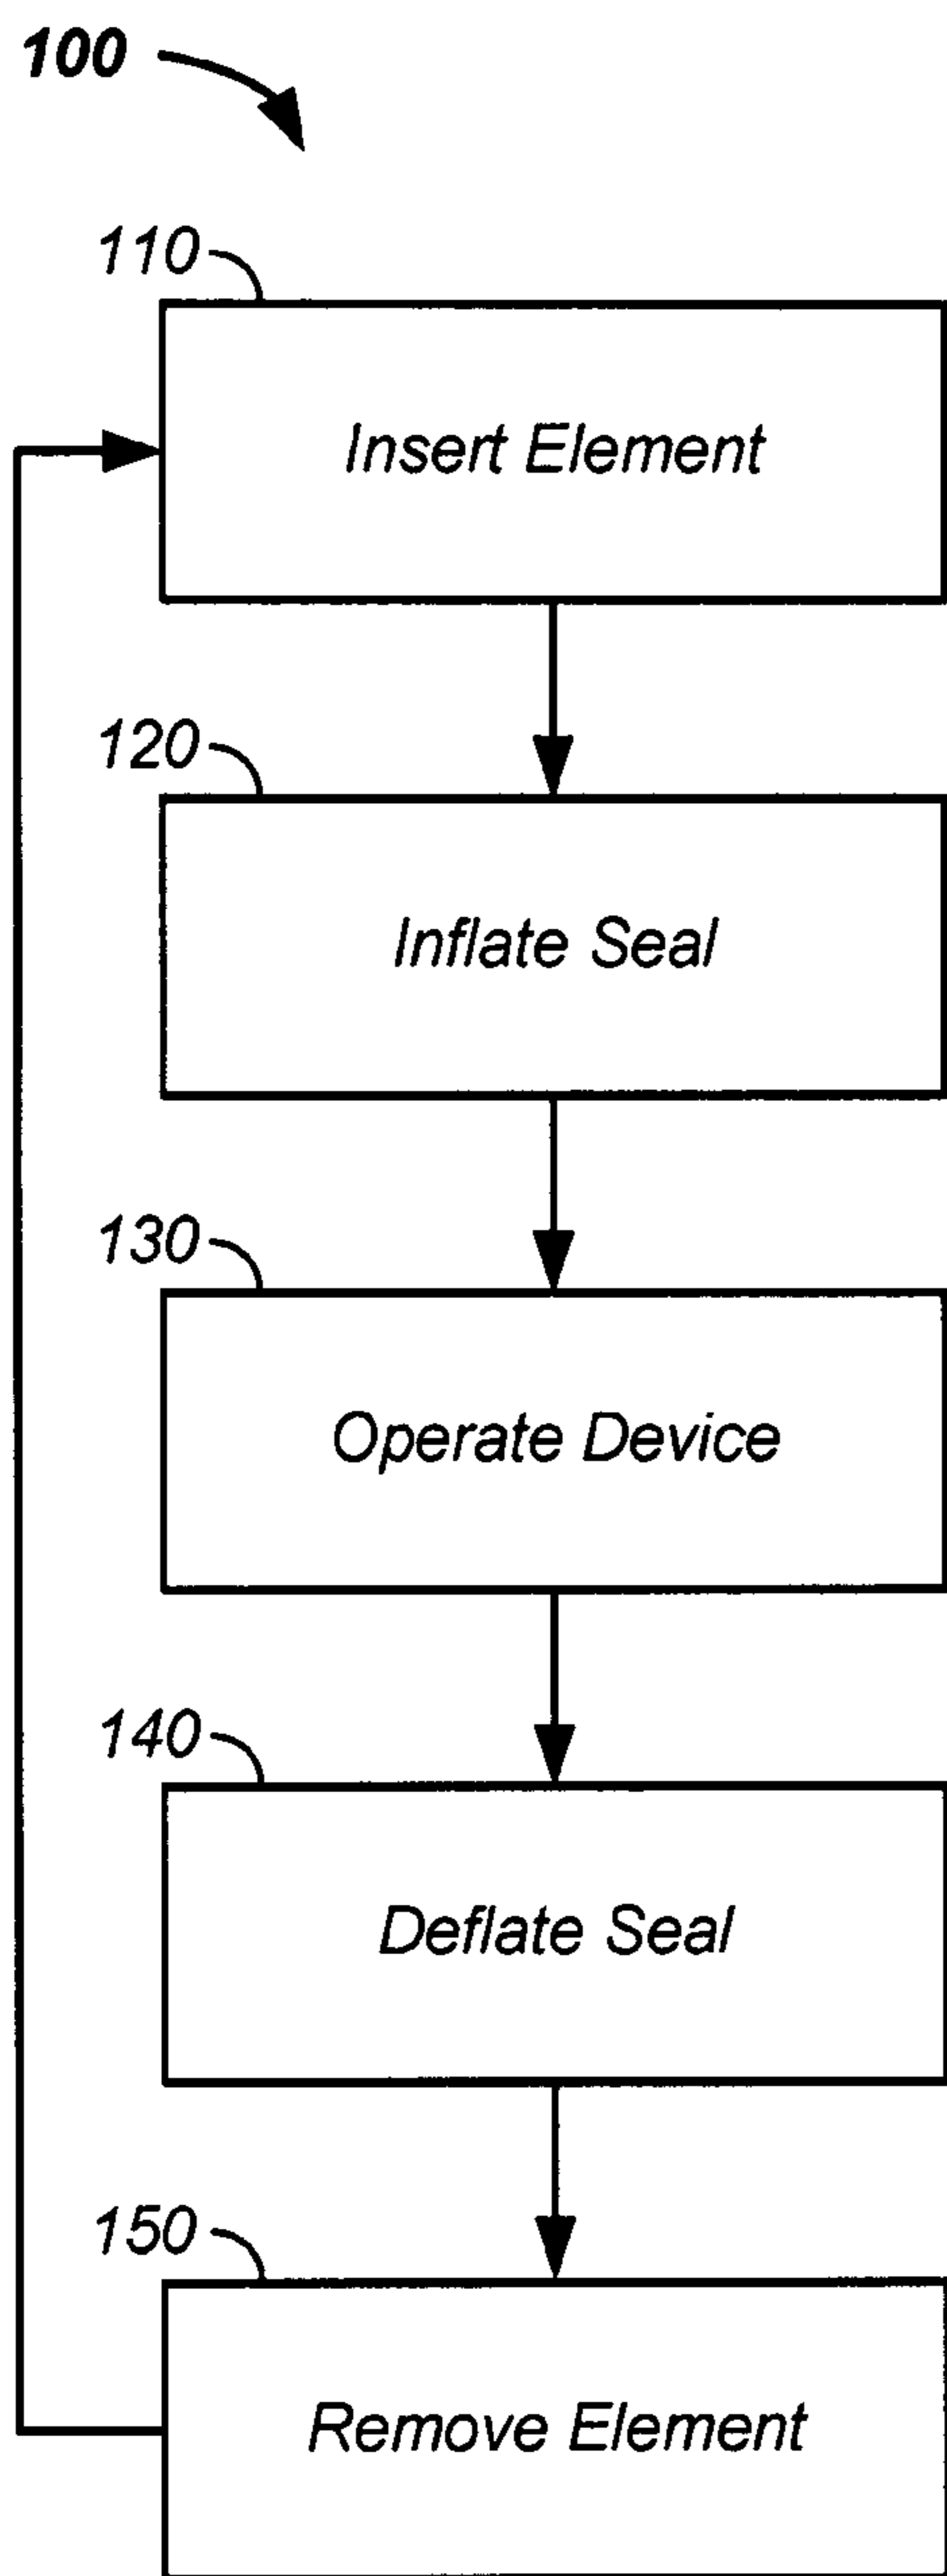 100
110
Insert Element
120
Inflate Seal
130
Operate Device
140
Deflate Seal
150
Remove Element